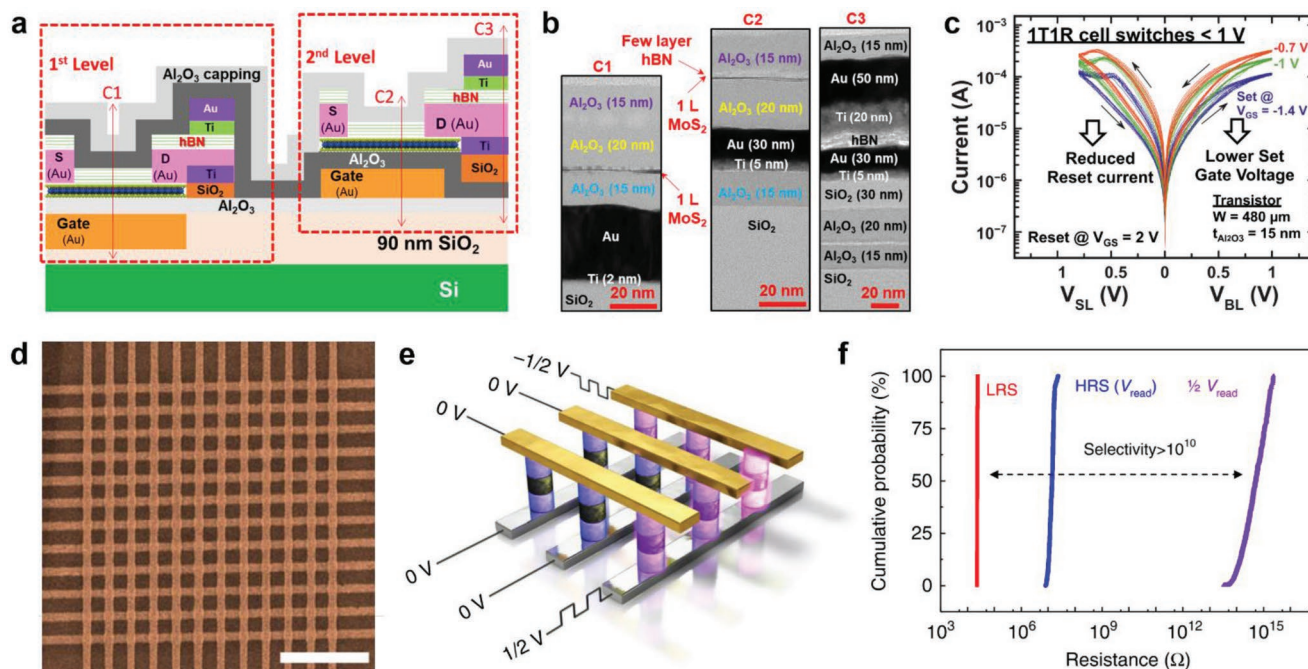 a
1st Level
C1
Al₂O₃ capping
Au
Ti
hBN
S
(Au)
D
(Au)
Ti
SiO₂
Al₂O₃
Gate
(Au)
2nd Level
C2
C3
Au
Ti
hBN
S
(Au)
D (Au)
Ti
Al₂O₃
SiO₂
Gate
(Au)
90 nm SiO₂
Si
b
Few layer
hBN
1 L
MoS₂
1 L
MoS₂
C1
Al₂O₃ (15 nm)
Al₂O₃ (20 nm)
Al₂O₃ (15 nm)
Au
Ti (2 nm)
SiO₂
20 nm
C2
Al₂O₃ (15 nm)
Al₂O₃ (20 nm)
Au (30 nm)
Ti (5 nm)
Al₂O₃ (15 nm)
SiO₂
20 nm
C3
Al₂O₃ (15 nm)
Au (50 nm)
Ti (20 nm)
hBN
Au (30 nm)
Ti (5 nm)
SiO₂ (30 nm)
Al₂O₃ (20 nm)
Al₂O₃ (15 nm)
SiO₂
20 nm
c
1T1R cell switches < 1 V
-0.7 V
-1 V
Set @
V_GS = -1.4 V
Reduced
Reset current
Lower Set
Gate Voltage
Transistor
W = 480 µm
t_Al2O3 = 15 nm
Reset @ V_GS = 2 V
Current (A)
10⁻³
10⁻⁴
10⁻⁵
10⁻⁶
10⁻⁷
1 0.5 0 0.5 1
V_SL (V) V_BL (V)
d
e
−1/2 V
0 V
0 V
0 V
0 V
1/2 V
f
Cumulative probability (%)
100
75
50
25
0
LRS
HRS (V_read)
½ V_read
Selectivity>10¹⁰
10³ 10⁶ 10⁹ 10¹² 10¹⁵
Resistance (Ω)